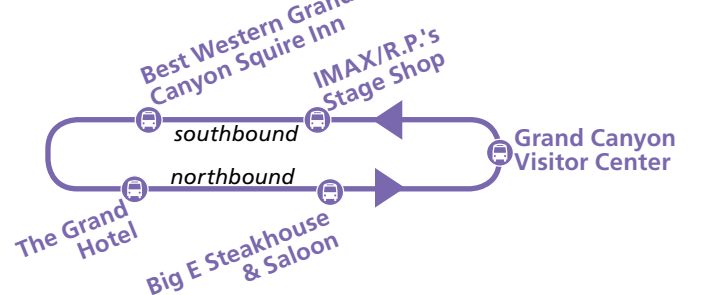 Best Western Grand
Canyon Squire Inn
IMAX/R.P.'s
Stage Shop
southbound
Grand Canyon
Visitor Center
northbound
The Grand
Hotel
Big E Steakhouse
& Saloon